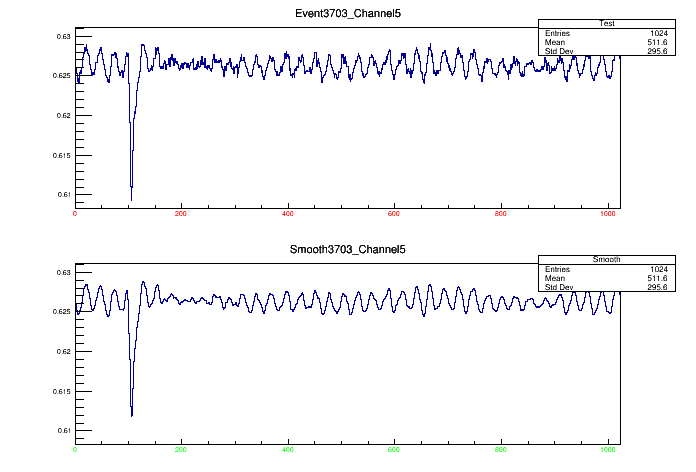 Event3703_Channel5
Test
Entries 1024
Mean 511.6
Std Dev 295.6
0.63
0.625
0.62
0.615
0.61
0 200 400 600 800 1000
Smooth3703_Channel5
Smooth
Entries 1024
Mean 511.6
Std Dev 295.6
0.63
0.625
0.62
0.615
0.61
0 200 400 600 800 1000